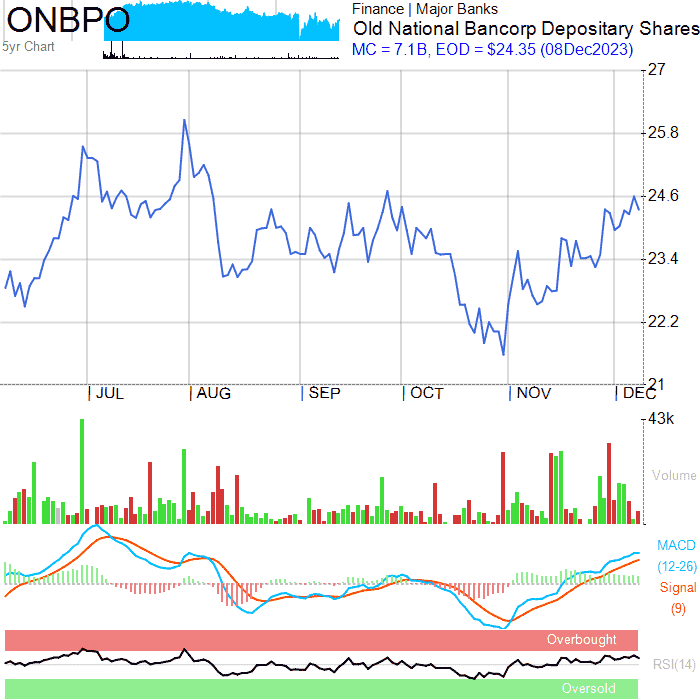 ONBPO
5yr Chart
Finance | Major Banks
Old National Bancorp Depositary Shares
MC = 7.1B, EOD = $24.35 (08Dec2023)
27
25.8
24.6
23.4
22.2
21
JUL AUG SEP OCT NOV DEC
43k
Volume
MACD
(12-26)
Signal
(9)
Overbought
RSI(14)
Oversold